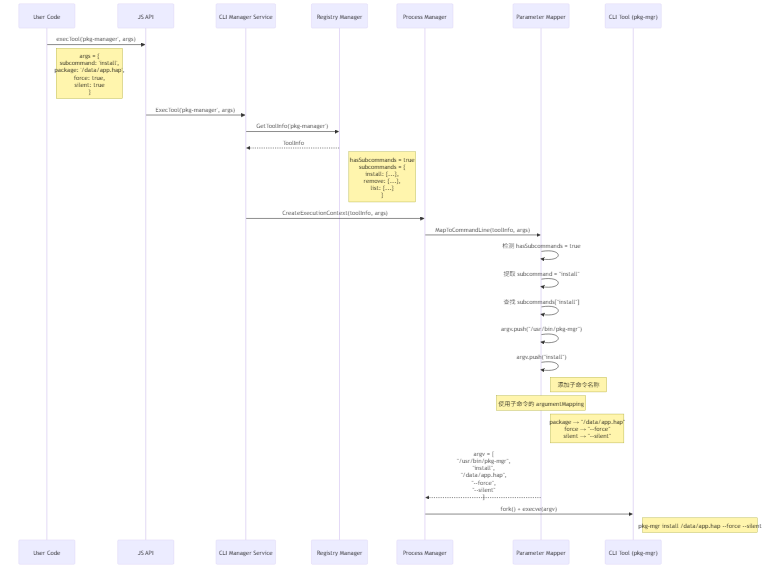 User Code
JS API
CLI Manager Service
Registry Manager
Process Manager
Parameter Mapper
CLI Tool (pkg-mgr)
execTool('pkg-manager', args)
args = {
subcommand: 'install',
package: '/data/app.hap',
force: true,
silent: true
}
ExecTool('pkg-manager', args)
GetToolInfo('pkg-manager')
ToolInfo
hasSubcommands = true
subcommands = {
install: {...},
remove: {...},
list: {...}
}
CreateExecutionContext(toolInfo, args)
MapToCommandLine(toolInfo, args)
检测 hasSubcommands = true
提取 subcommand = "install"
查找 subcommands["install"]
argv.push("/usr/bin/pkg-mgr")
argv.push("install")
添加子命令名称
使用子命令的 argumentMapping
package → "/data/app.hap"
force → "--force"
silent → "--silent"
argv = [
"/usr/bin/pkg-mgr",
"install",
"/data/app.hap",
"--force",
"--silent"
]
fork() + execve(argv)
pkg-mgr install /data/app.hap --force --silent
User Code
JS API
CLI Manager Service
Registry Manager
Process Manager
Parameter Mapper
CLI Tool (pkg-mgr)